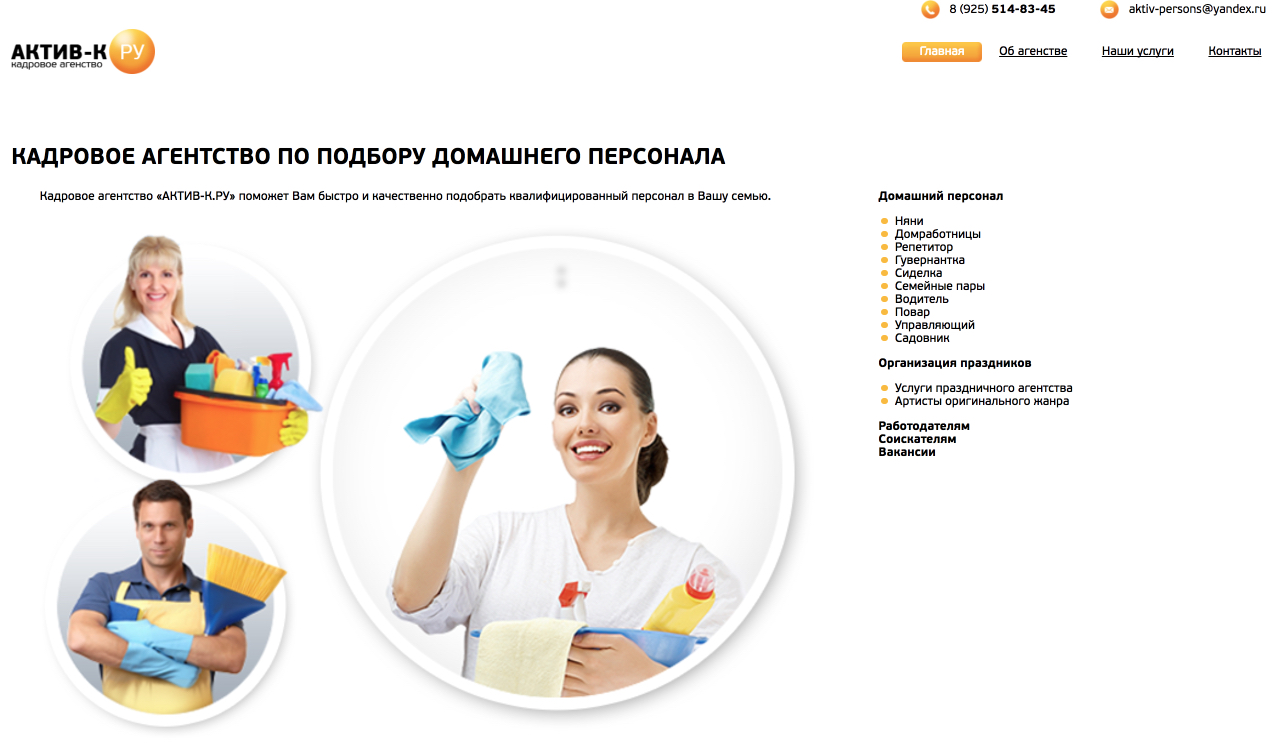 8 (925) 514-83-45
aktiv-persons@yandex.ru
АКТИВ-К РУ
кадровое агенство
Главная
Об агенстве
Наши услуги
Контакты
КАДРОВОЕ АГЕНТСТВО ПО ПОДБОРУ ДОМАШНЕГО ПЕРСОНАЛА
Кадровое агентство «АКТИВ-К.РУ» поможет Вам быстро и качественно подобрать квалифицированный персонал в Вашу семью.
Домашний персонал
Няни
Домработницы
Репетитор
Гувернантка
Сиделка
Семейные пары
Водитель
Повар
Управляющий
Садовник
Организация праздников
Услуги праздничного агентства
Артисты оригинального жанра
Работодателям
Соискателям
Вакансии